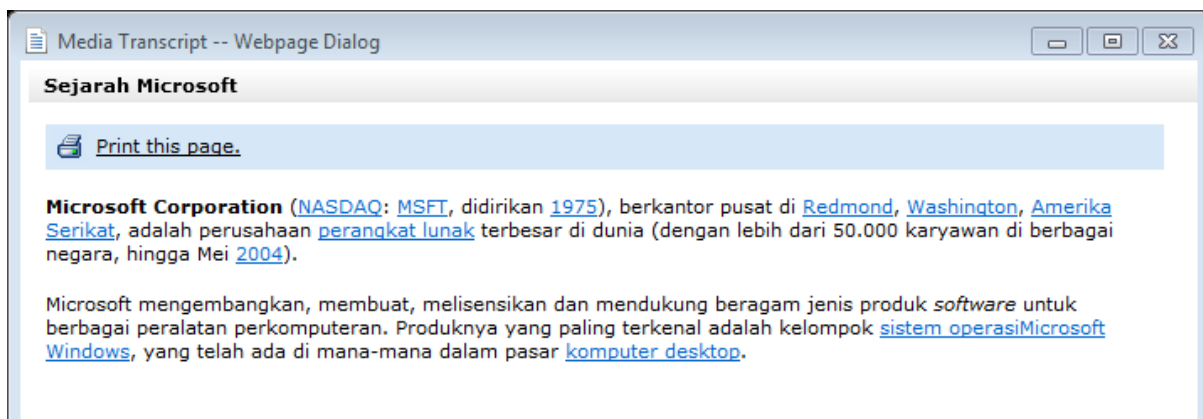 Media Transcript -- Webpage Dialog
Sejarah Microsoft
Print this page.
Microsoft Corporation (NASDAQ: MSFT, didirikan 1975), berkantor pusat di Redmond, Washington, Amerika
Serikat, adalah perusahaan perangkat lunak terbesar di dunia (dengan lebih dari 50.000 karyawan di berbagai
negara, hingga Mei 2004).
Microsoft mengembangkan, membuat, melisensikan dan mendukung beragam jenis produk software untuk
berbagai peralatan perkomputeran. Produknya yang paling terkenal adalah kelompok sistem operasiMicrosoft
Windows, yang telah ada di mana-mana dalam pasar komputer desktop.